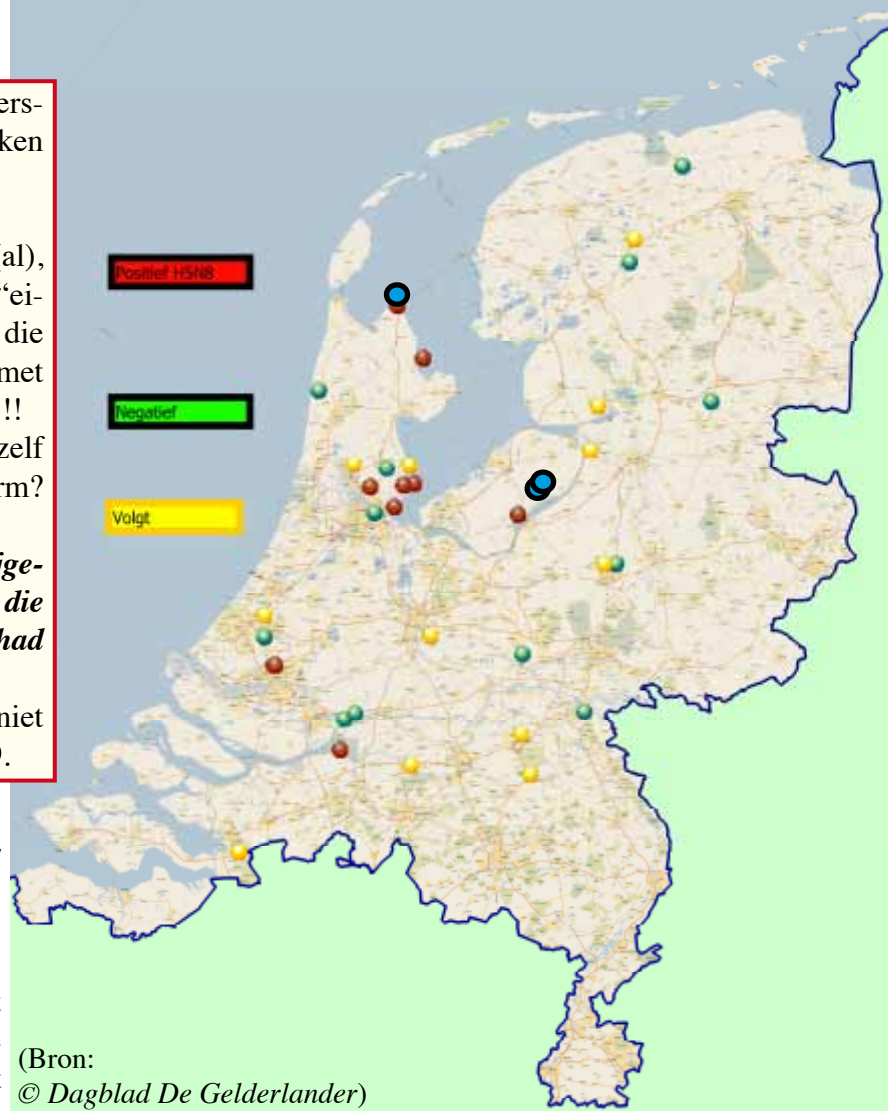 ers-
ken
al),
“ei-
die
met
!!
zelf
rm?
ge-
die
had
niet
.
Positief H5N8
Negatief
Volgt
(Bron:
© Dagblad De Gelderlander)